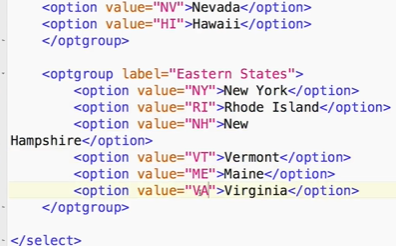 <option value="NV">Nevada</option>
<option value="HI">Hawaii</option>
</optgroup>
<optgroup label="Eastern States">
<option value="NY">New York</option>
<option value="RI">Rhode Island</option>
<option value="NH">New
Hampshire</option>
<option value="VT">Vermont</option>
<option value="ME">Maine</option>
<option value="VA">Virginia</option>
</optgroup>
</select>